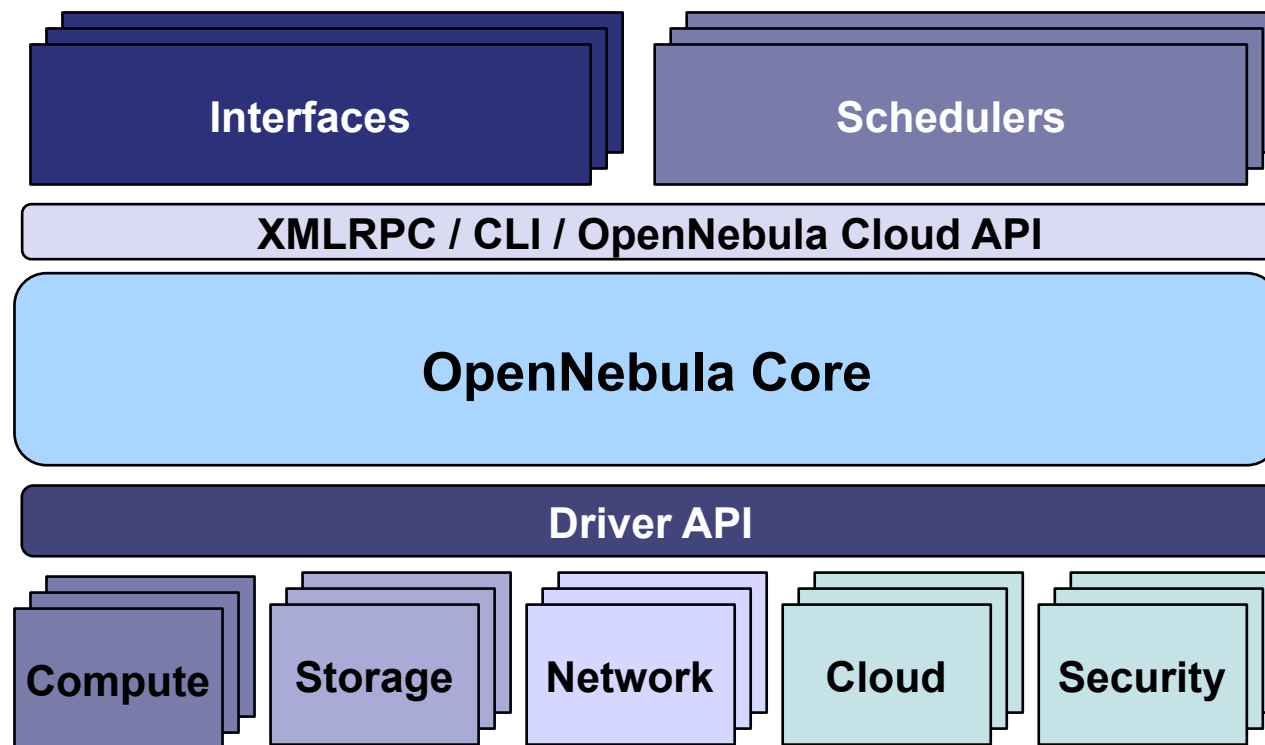 Interfaces
Schedulers
XMLRPC / CLI / OpenNebula Cloud API
OpenNebula Core
Driver API
Compute
Storage
Network
Cloud
Security